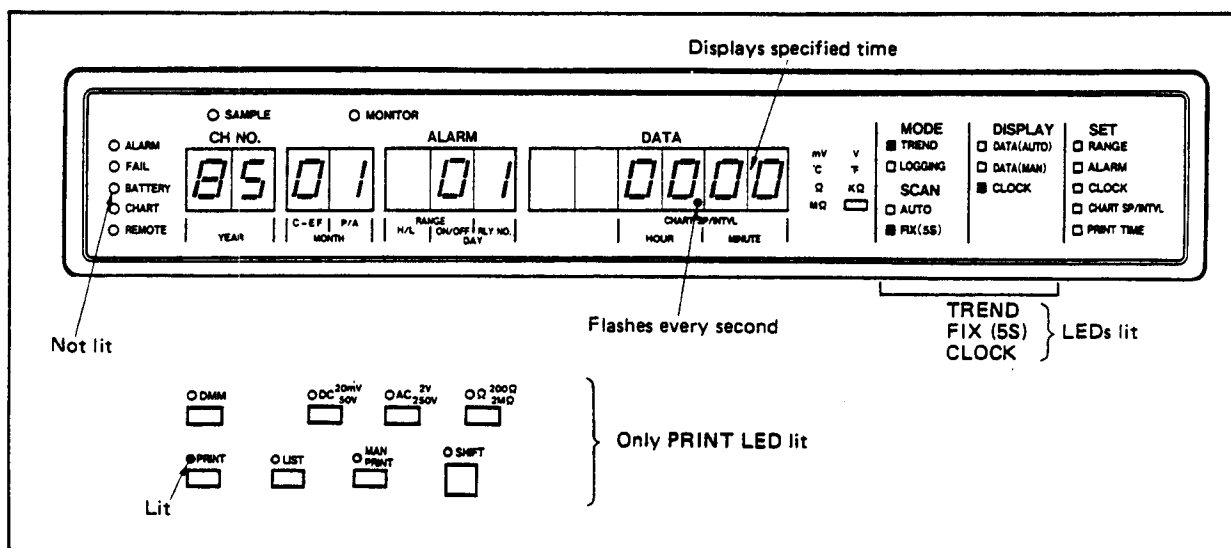 Displays specified time
SAMPLE MONITOR
CH NO. ALARM DATA
ALARM
FAIL
BATTERY
CHART
REMOTE
85 01 01 0000
YEAR
C-EF P/A
MONTH
RANGE
H/L ON/OFF RLY NO.
DAY
CHART SP/INTVL
HOUR MINUTE
mV V
°C °F
Ω KΩ
MΩ
MODE
TREND
LOGGING
SCAN
AUTO
FIX(5S)
DISPLAY
DATA(AUTO)
DATA(MAN)
CLOCK
SET
RANGE
ALARM
CLOCK
CHART SP/INTVL
PRINT TIME
Not lit
Flashes every second
TREND
FIX (5S)
CLOCK
LEDs lit
DMM
DC 20mV 50V
AC 2V 250V
Ω 200Ω 2MΩ
PRINT
LIST
MAN PRINT
SHIFT
Only PRINT LED lit
Lit